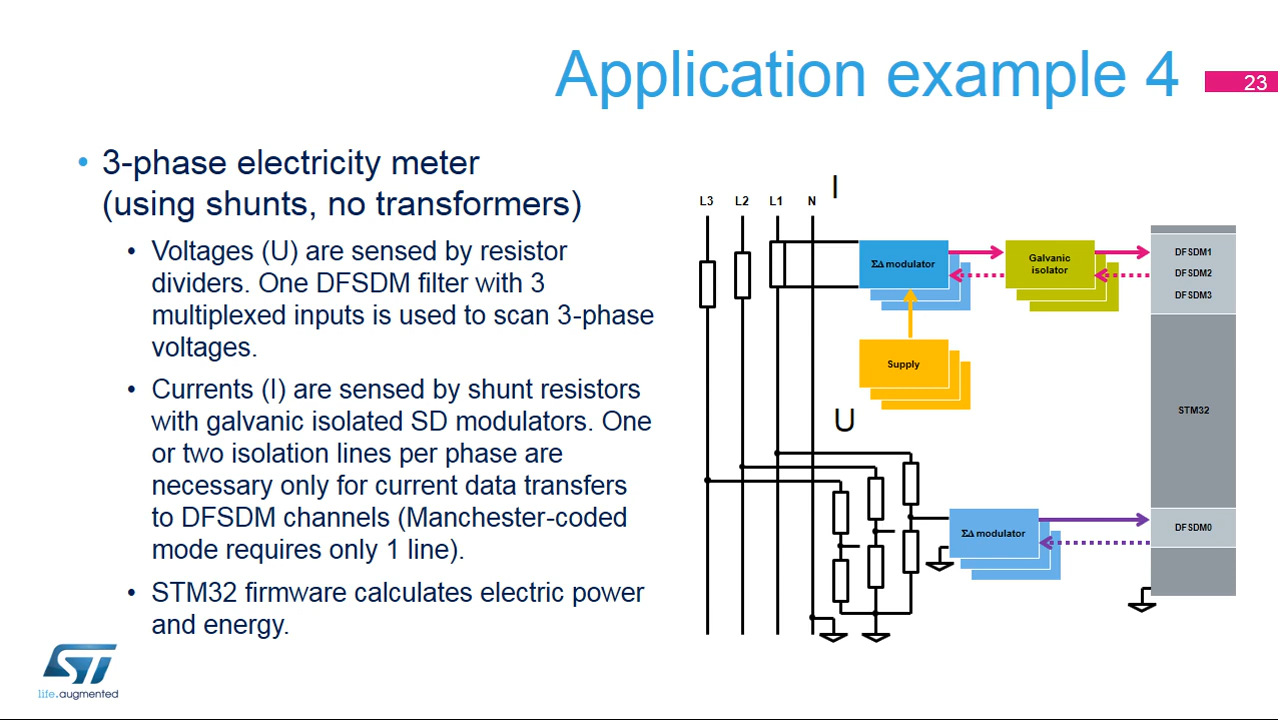 Application example 4
23
• 3-phase electricity meter
(using shunts, no transformers)
• Voltages (U) are sensed by resistor
dividers. One DFSDM filter with 3
multiplexed inputs is used to scan 3-phase
voltages.
• Currents (I) are sensed by shunt resistors
with galvanic isolated SD modulators. One
or two isolation lines per phase are
necessary only for current data transfers
to DFSDM channels (Manchester-coded
mode requires only 1 line).
• STM32 firmware calculates electric power
and energy.
I
L3 L2 L1 N
ΣΔ modulator
Galvanic
isolator
DFSDM1
DFSDM2
DFSDM3
Supply
STM32
U
ΣΔ modulator
DFSDM0
ST
life.augmented